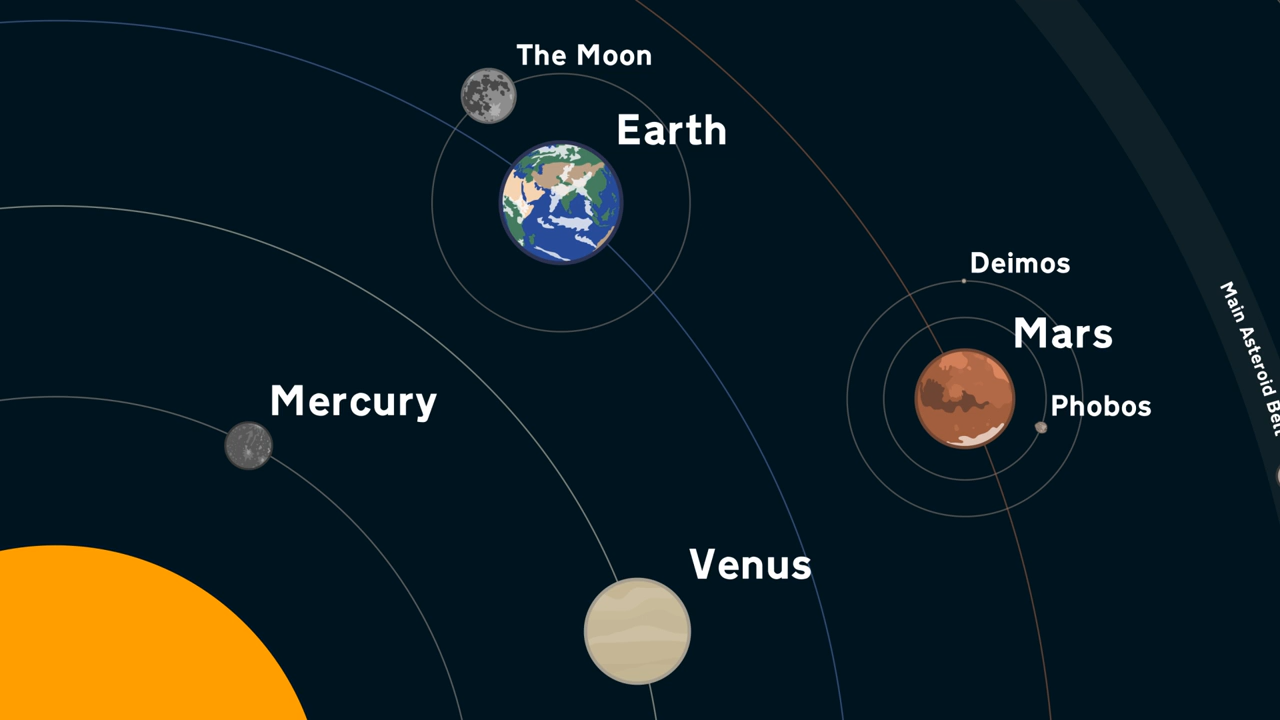 The Moon
Earth
Deimos
Mars
Main Asteroid Belt
Mercury
Phobos
Venus